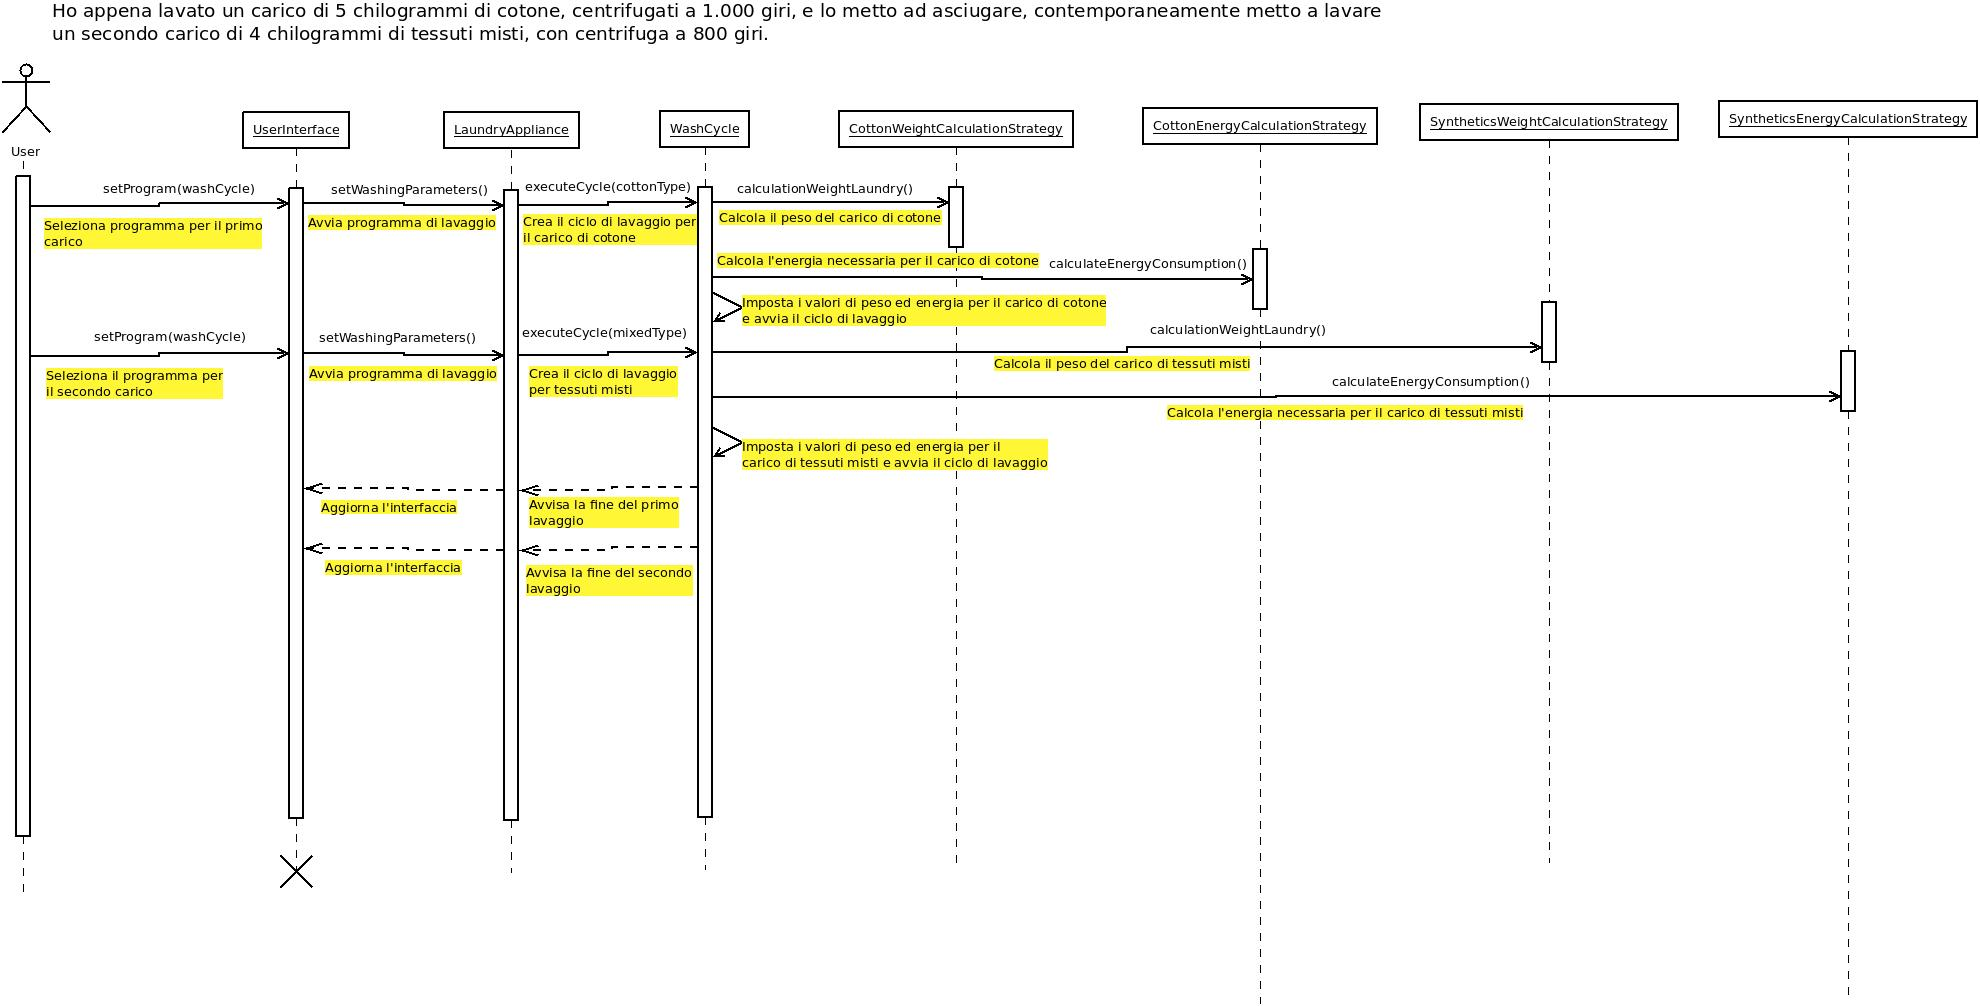 Ho appena lavato un carico di 5 chilogrammi di cotone, centrifugati a 1.000 giri, e lo metto ad asciugare, contemporaneamente metto a lavare
un secondo carico di 4 chilogrammi di tessuti misti, con centrifuga a 800 giri.
User
UserInterface
LaundryAppliance
WashCycle
CottonWeightCalculationStrategy
CottonEnergyCalculationStrategy
SyntheticsWeightCalculationStrategy
SyntheticsEnergyCalculationStrategy
setProgram(washCycle)
Seleziona programma per il primo
carico
setWashingParameters()
Avvia programma di lavaggio
executeCycle(cottonType)
Crea il ciclo di lavaggio per
il carico di cotone
calculationWeightLaundry()
Calcola il peso del carico di cotone
Calcola l'energia necessaria per il carico di cotone
calculateEnergyConsumption()
Imposta i valori di peso ed energia per il carico di cotone
e avvia il ciclo di lavaggio
setProgram(washCycle)
Seleziona il programma per
il secondo carico
setWashingParameters()
Avvia programma di lavaggio
executeCycle(mixedType)
Crea il ciclo di lavaggio
per tessuti misti
calculationWeightLaundry()
Calcola il peso del carico di tessuti misti
calculateEnergyConsumption()
Calcola l'energia necessaria per il carico di tessuti misti
Imposta i valori di peso ed energia per il
carico di tessuti misti e avvia il ciclo di lavaggio
Aggiorna l'interfaccia
Avvisa la fine del primo
lavaggio
Aggiorna l'interfaccia
Avvisa la fine del secondo
lavaggio